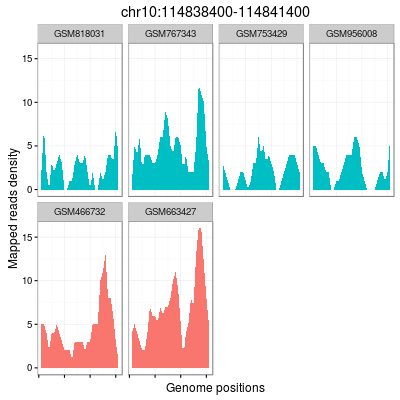 chr10:114838400-114841400
GSM818031 GSM767343 GSM753429 GSM956008
15
10
5
0
GSM466732 GSM663427
15
10
5
0
Mapped reads density
Genome positions